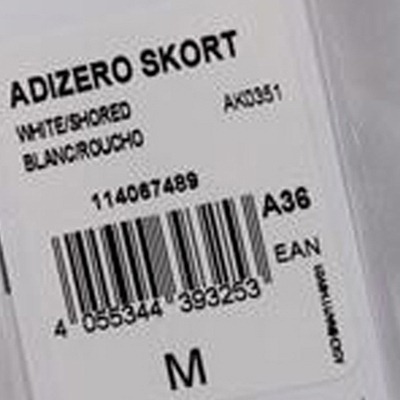 ADIZERO SKORT
WHITE/SHORED
AK0351
BLANC/ROUCHO
114067489
A36
EAN
4 055344 393253
M